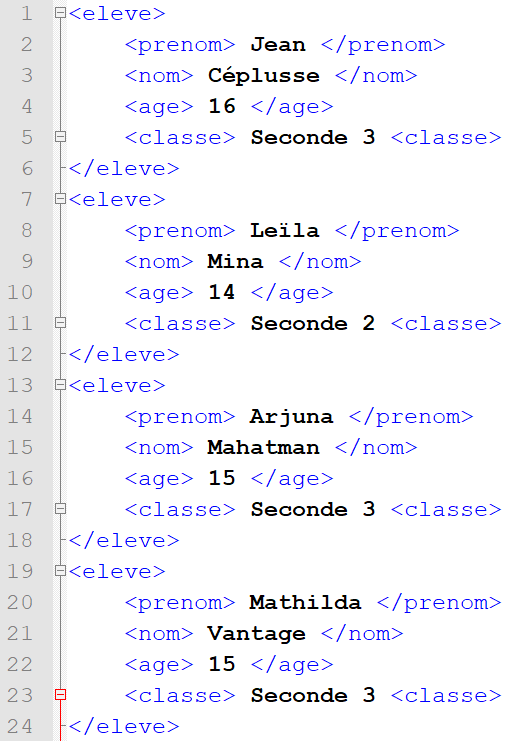 1 <eleve>
2 <prenom> Jean </prenom>
3 <nom> Céplusse </nom>
4 <age> 16 </age>
5 <classe> Seconde 3 <classe>
6 </eleve>
7 <eleve>
8 <prenom> Leïla </prenom>
9 <nom> Mina </nom>
10 <age> 14 </age>
11 <classe> Seconde 2 <classe>
12 </eleve>
13 <eleve>
14 <prenom> Arjuna </prenom>
15 <nom> Mahatman </nom>
16 <age> 15 </age>
17 <classe> Seconde 3 <classe>
18 </eleve>
19 <eleve>
20 <prenom> Mathilda </prenom>
21 <nom> Vantage </nom>
22 <age> 15 </age>
23 <classe> Seconde 3 <classe>
24 </eleve>